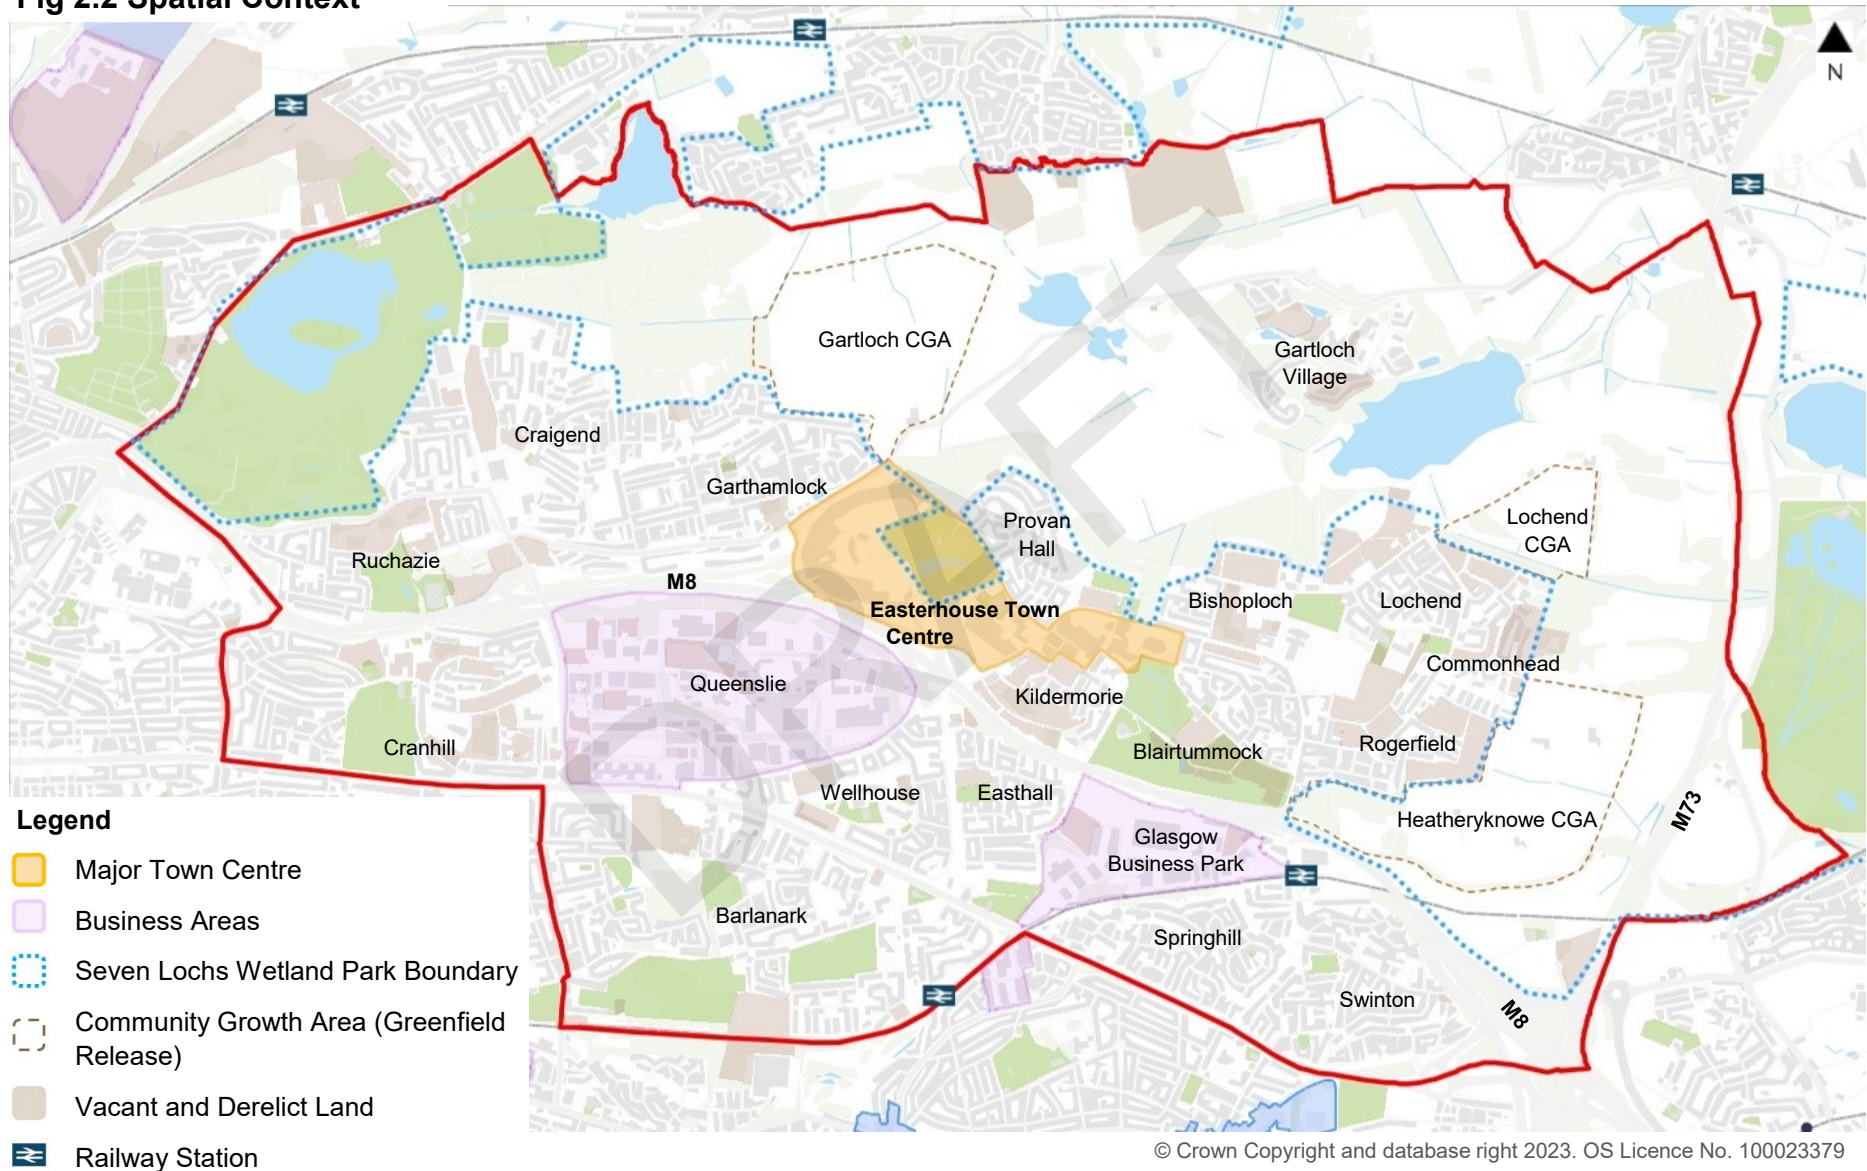 Fig 2.2 Spatial Context
N
Gartloch CGA
Gartloch
Village
Craigend
Garthamlock
Provan
Hall
Lochend
CGA
Ruchazie
M8
Easterhouse Town
Centre
Bishoploch
Lochend
Commonhead
Queenslie
Kildermorie
Cranhill
Blairtummock
Rogerfield
Wellhouse
Easthall
Heatheryknowe CGA
M73
Glasgow
Business Park
Barlanark
Springhill
Swinton
M8
DRAFT
Legend
Major Town Centre
Business Areas
Seven Lochs Wetland Park Boundary
Community Growth Area (Greenfield
Release)
Vacant and Derelict Land
Railway Station
© Crown Copyright and database right 2023. OS Licence No. 100023379